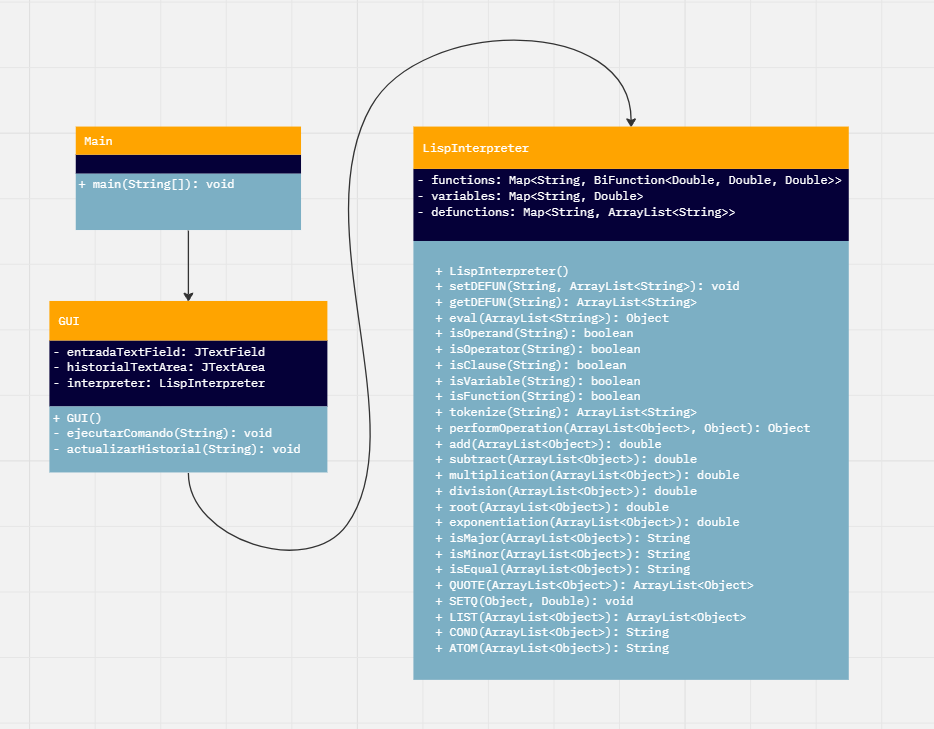 Main
+ main(String[]): void
GUI
- entradaTextField: JTextField
- historialTextArea: JTextArea
- interpreter: LispInterpreter
+ GUI()
- ejecutarComando(String): void
- actualizarHistorial(String): void
LispInterpreter
- functions: Map<String, BiFunction<Double, Double, Double>>
- variables: Map<String, Double>
- defunctions: Map<String, ArrayList<String>>
+ LispInterpreter()
+ setDEFUN(String, ArrayList<String>): void
+ getDEFUN(String): ArrayList<String>
+ eval(ArrayList<String>): Object
+ isOperand(String): boolean
+ isOperator(String): boolean
+ isClause(String): boolean
+ isVariable(String): boolean
+ isFunction(String): boolean
+ tokenize(String): ArrayList<String>
+ performOperation(ArrayList<Object>, Object): Object
+ add(ArrayList<Object>): double
+ subtract(ArrayList<Object>): double
+ multiplication(ArrayList<Object>): double
+ division(ArrayList<Object>): double
+ root(ArrayList<Object>): double
+ exponentiation(ArrayList<Object>): double
+ isMajor(ArrayList<Object>): String
+ isMinor(ArrayList<Object>): String
+ isEqual(ArrayList<Object>): String
+ QUOTE(ArrayList<Object>): ArrayList<Object>
+ SETQ(Object, Double): void
+ LIST(ArrayList<Object>): ArrayList<Object>
+ COND(ArrayList<Object>): String
+ ATOM(ArrayList<Object>): String